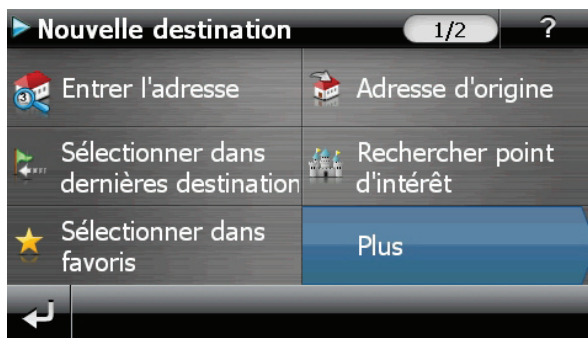 Nouvelle destination
1/2
?
Entrer l'adresse
Adresse d'origine
Sélectionner dans
dernières destination
Rechercher point
d'intérêt
Sélectionner dans
favoris
Plus